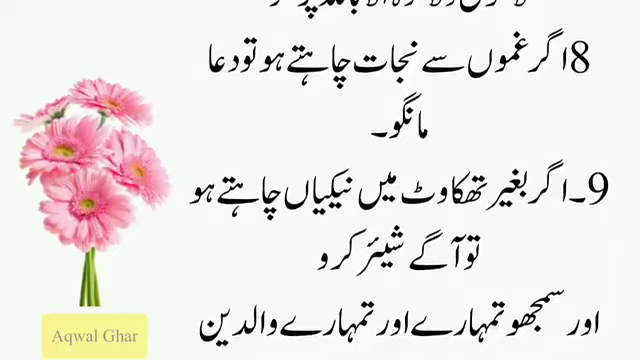 8اگر غموں سے نجات چاہتے ہو تو دعا
مانگو۔
9۔اگر بغیر تھکاوٹ میں نیکیاں چاہتے ہو
تو آگے شیئر کرو
اور سمجھو تمہارے اور تمہارے والدین
Aqwal Ghar